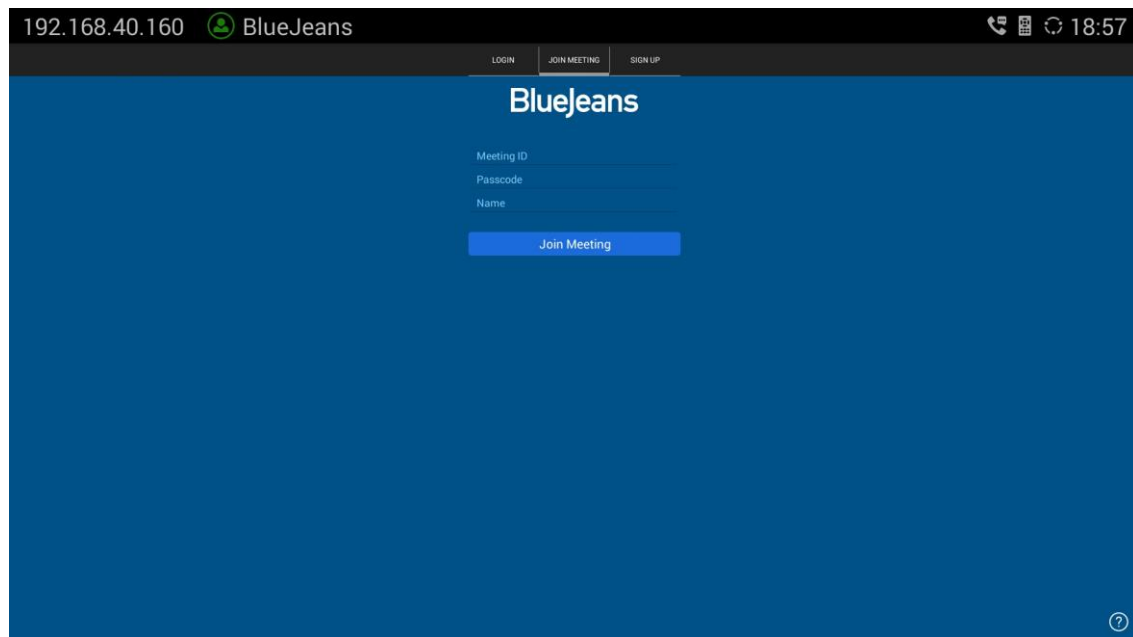 192.168.40.160 BlueJeans 18:57
LOGIN JOIN MEETING SIGN UP
BlueJeans
Meeting ID
Passcode
Name
Join Meeting
?